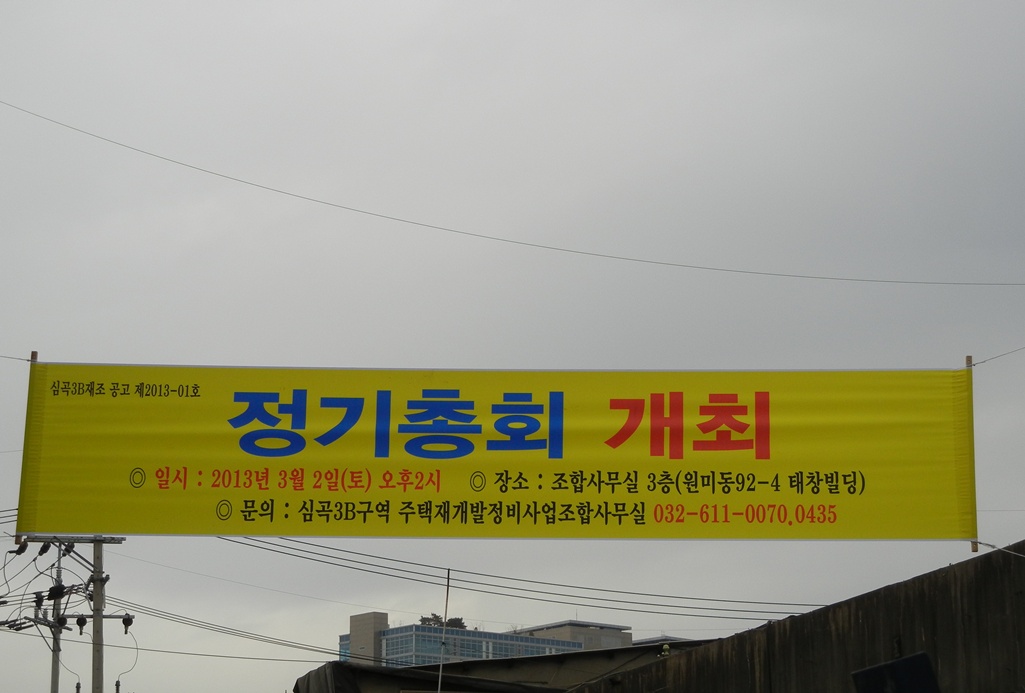 심곡3B재조 공고 제2013-01호
정기총회 개최
◎ 일시 : 2013년 3월 2일(토) 오후2시 ◎ 장소 : 조합사무실 3층(원미동92-4 태창빌딩)
◎ 문의 : 심곡3B구역 주택재개발정비사업조합사무실 032-611-0070,0435